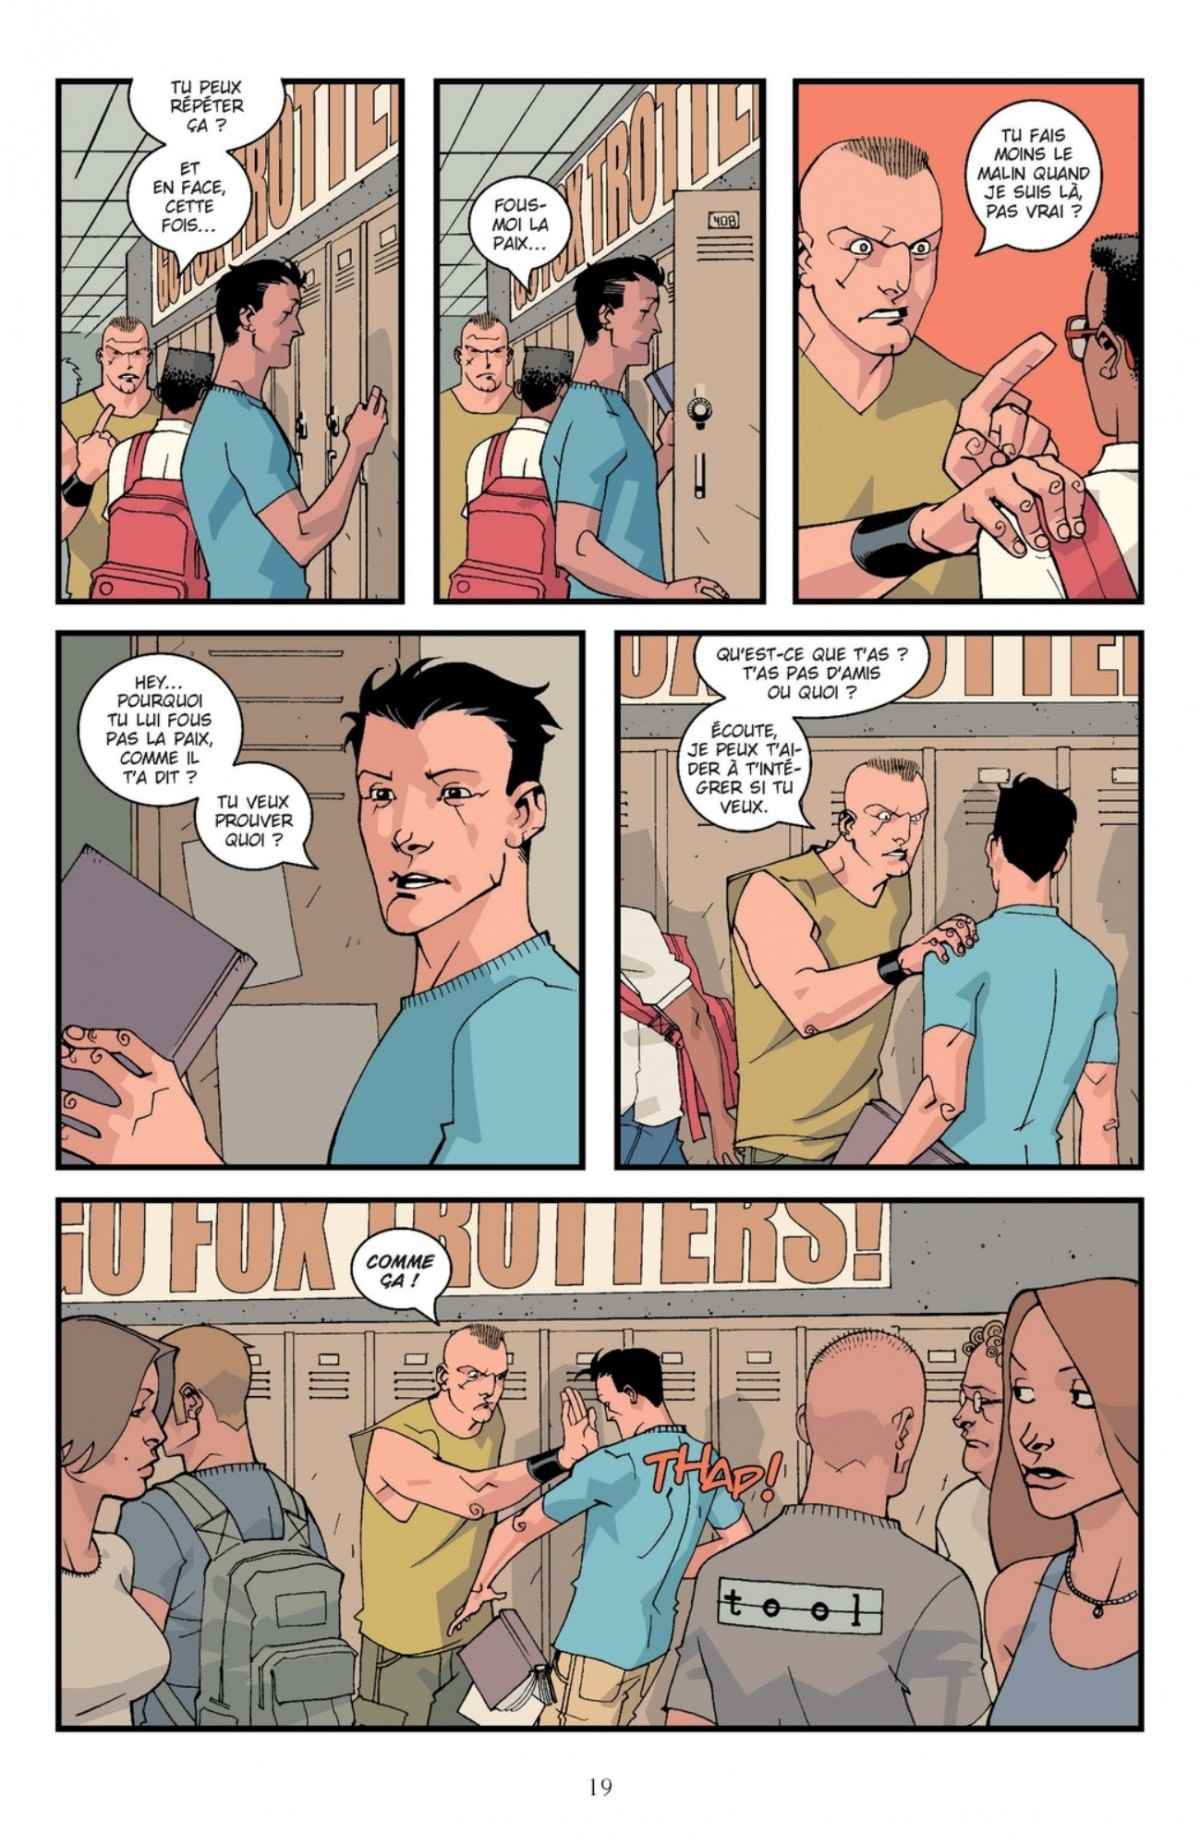 TU PEUX
RÉPÉTER
ÇA ?
ET
EN FACE,
CETTE
FOIS...
FOUS-
MOI LA
PAIX...
408
TU FAIS
MOINS LE
MALIN QUAND
JE SUIS LÀ,
PAS VRAI ?
HEY...
POURQUOI
TU LUI FOUS
PAS LA PAIX,
COMME IL
T'A DIT ?
TU VEUX
PROUVER
QUOI ?
QU'EST-CE QUE T'AS ?
T'AS PAS D'AMIS
OU QUOI ?
ÉCOUTE,
JE PEUX T'AI-
DER À T'INTÉ-
GRER SI TU
VEUX.
GO FOX TROTTERS!
COMME
ÇA !
THAP!
tool
19